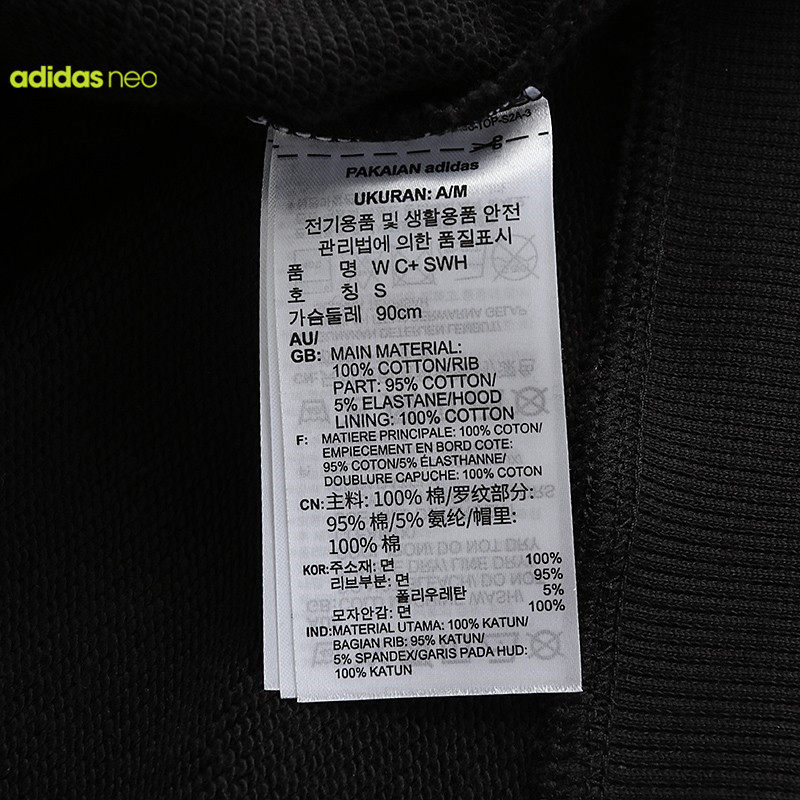 adidas neo
PAKAIAN adidas
UKURAN: A/M
전기용품 및 생활용품 안전
관리법에 의한 품질표시
품 명 W C+ SWH
호 칭 S
가슴둘레 90cm
AU/
GB: MAIN MATERIAL:
100% COTTON/RIB
PART: 95% COTTON/
5% ELASTANE/HOOD
LINING: 100% COTTON
F: MATIERE PRINCIPALE: 100% COTON/
EMPIECEMENT EN BORD COTE:
95% COTON/5% ÉLASTHANNE/
DOUBLURE CAPUCHE: 100% COTON
CN: 主料: 100% 棉/罗纹部分:
95% 棉/5% 氨纶/帽里:
100% 棉
KOR: 주소재: 면 100%
리브부분: 면 95%
폴리우레탄 5%
모자안감: 면 100%
IND: MATERIAL UTAMA: 100% KATUN/
BAGIAN RIB: 95% KATUN/
5% SPANDEX/GARIS PADA HUD:
100% KATUN